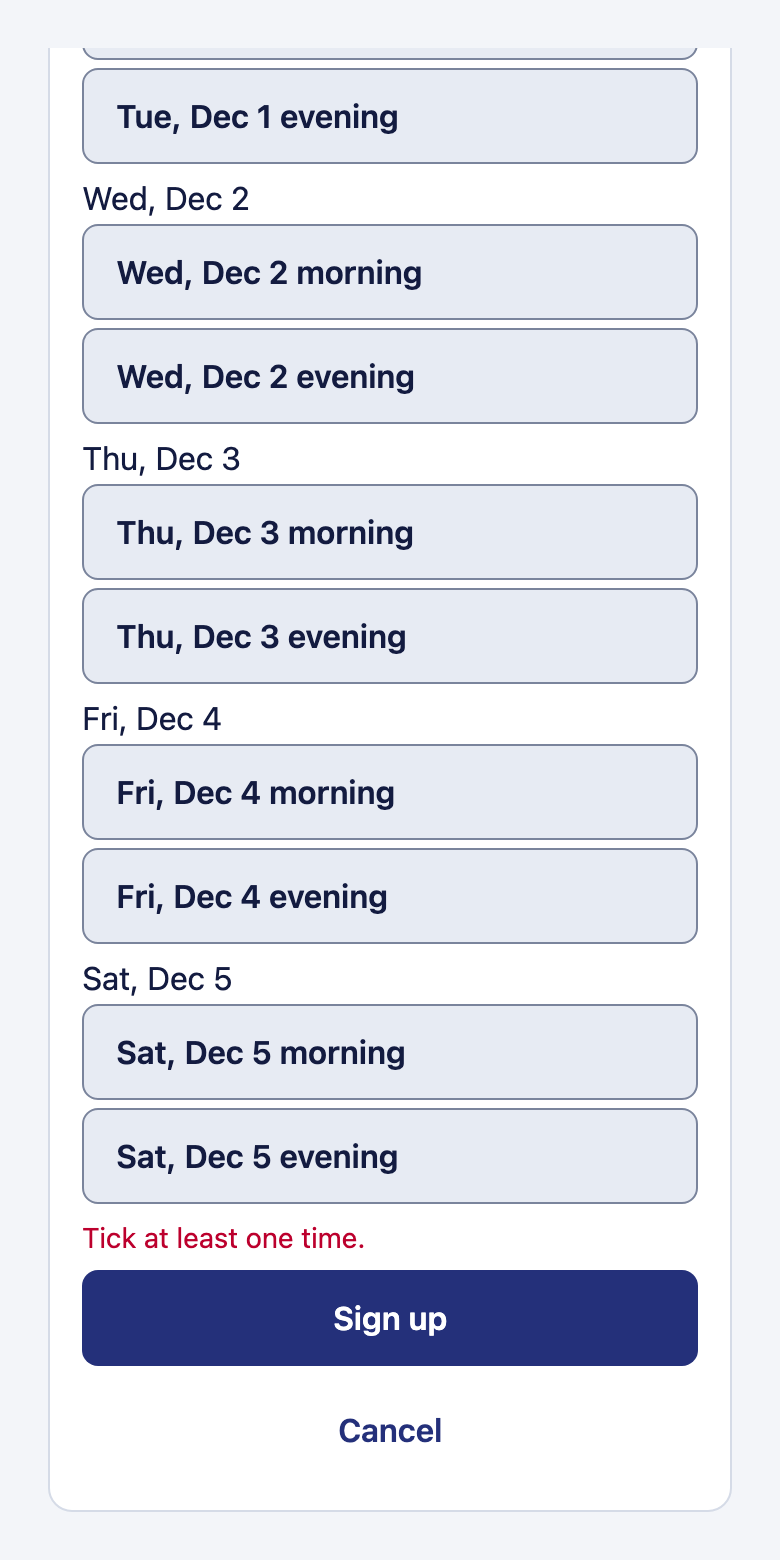 Tue, Dec 1 evening
Wed, Dec 2
Wed, Dec 2 morning
Wed, Dec 2 evening
Thu, Dec 3
Thu, Dec 3 morning
Thu, Dec 3 evening
Fri, Dec 4
Fri, Dec 4 morning
Fri, Dec 4 evening
Sat, Dec 5
Sat, Dec 5 morning
Sat, Dec 5 evening
Tick at least one time.
Sign up
Cancel